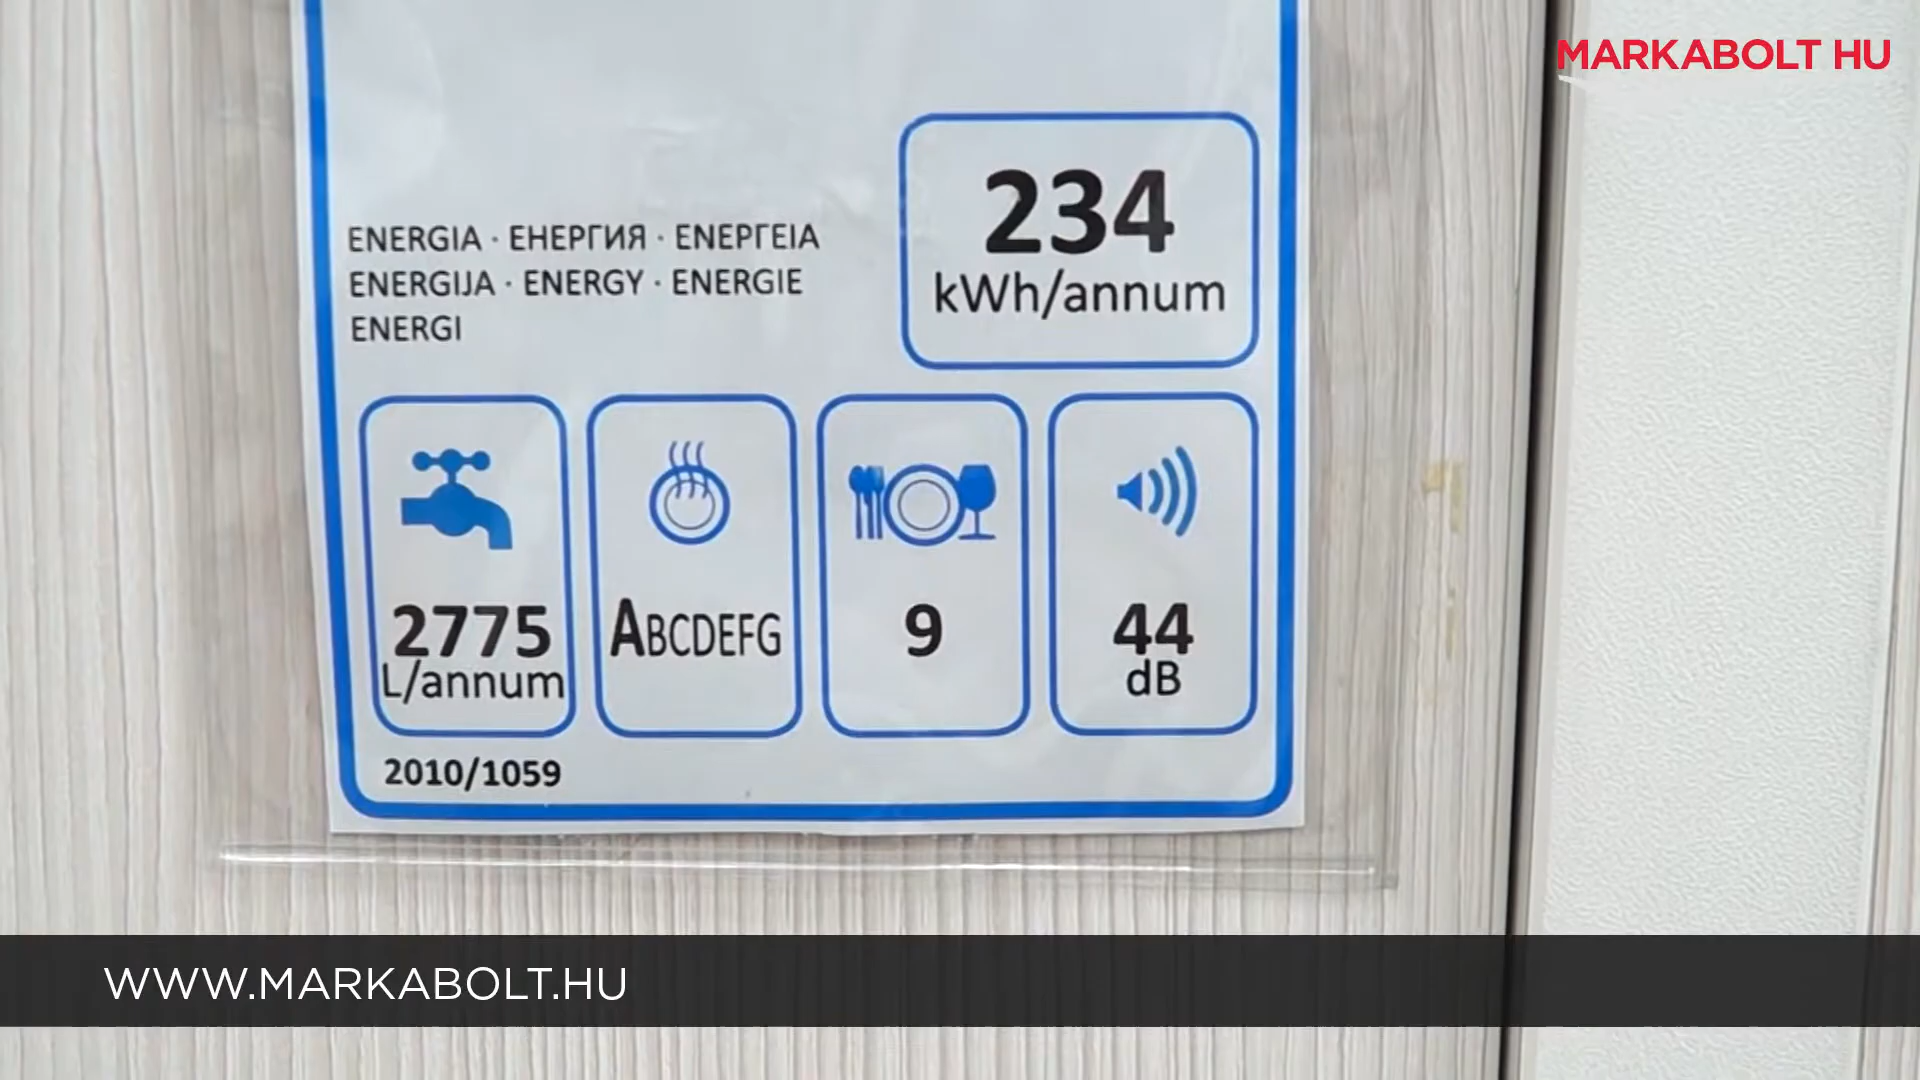 MARKABOLT HU
234
kWh/annum
ENERGIA · ЕНЕРГИЯ · ΕΝΕΡΓΕΙΑ
ENERGIJA · ENERGY · ENERGIE
ENERGI
2775
L/annum
ABCDEFG
9
44
dB
2010/1059
WWW.MARKABOLT.HU